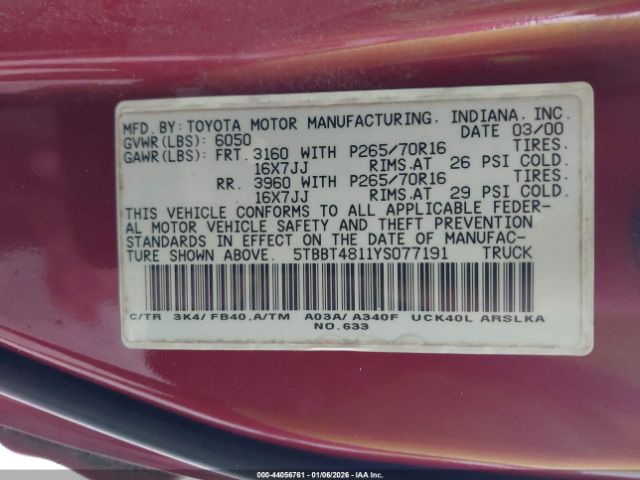 MFD. BY: TOYOTA MOTOR MANUFACTURING. INDIANA. INC.
GVWR(LBS): 6050 DATE 03/00
GAWR(LBS): FRT. 3160 WITH P265/70R16 TIRES.
16X7JJ RIMS.AT 26 PSI COLD.
RR. 3960 WITH P265/70R16 TIRES.
16X7JJ RIMS.AT 29 PSI COLD.
THIS VEHICLE CONFORMS TO ALL APPLICABLE FEDER-
AL MOTOR VEHICLE SAFETY AND THEFT PREVENTION
STANDARDS IN EFFECT ON THE DATE OF MANUFAC-
TURE SHOWN ABOVE. 5TBBT4811YS077191 TRUCK
C/TR 3K4/ FB40,A/TM A03A/ A340F UCK40L ARSLKA
NO.633
000-44056761 - 01/06/2026 - IAA Inc.